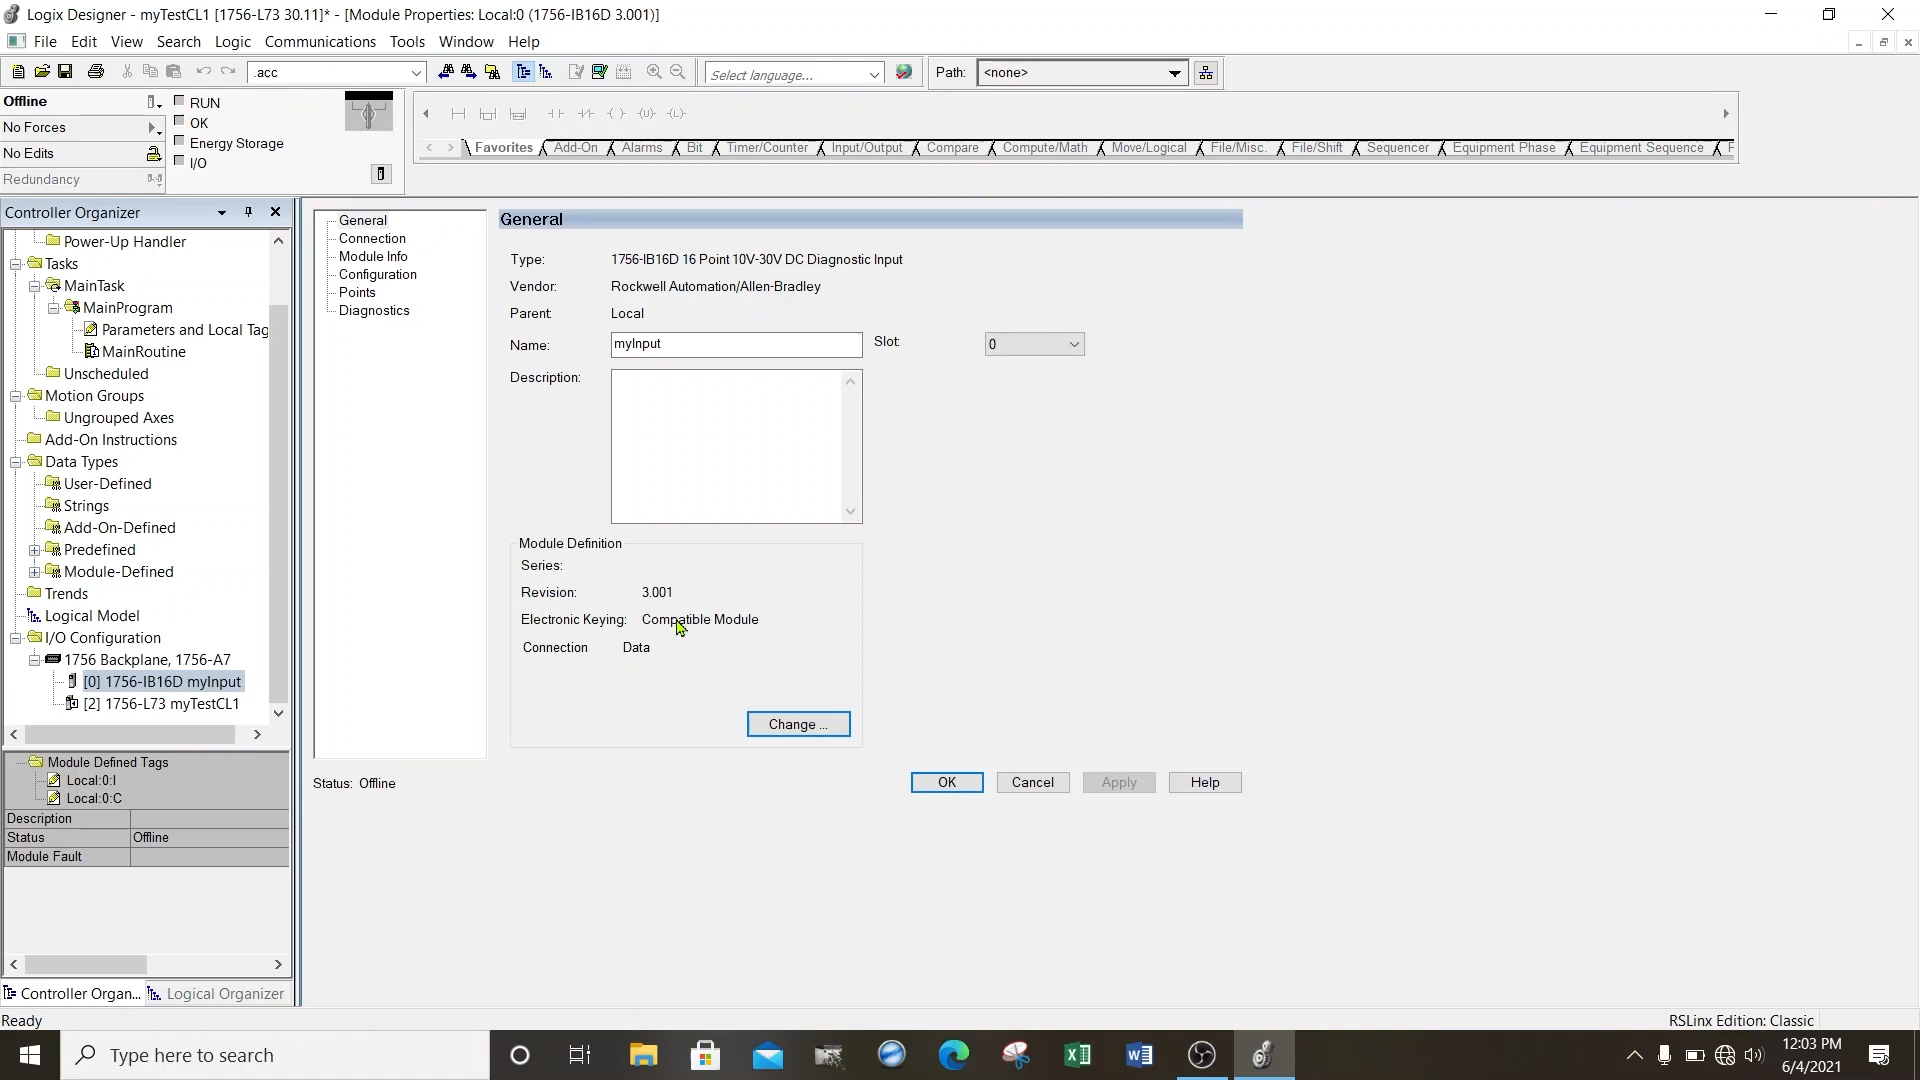 Logix Designer - myTestCL1 [1756-L73 30.11]* - [Module Properties: Local:0 (1756-IB16D 3.001)]
File Edit View Search Logic Communications Tools Window Help
.acc Select language... Path: <none>
Offline RUN
No Forces OK
No Edits Energy Storage
Redundancy I/O
Favorites Add-On Alarms Bit Timer/Counter Input/Output Compare Compute/Math Move/Logical File/Misc. File/Shift Sequencer Equipment Phase Equipment Sequence F
Controller Organizer
Power-Up Handler
Tasks
MainTask
MainProgram
Parameters and Local Tag
MainRoutine
Unscheduled
Motion Groups
Ungrouped Axes
Add-On Instructions
Data Types
User-Defined
Strings
Add-On-Defined
Predefined
Module-Defined
Trends
Logical Model
I/O Configuration
1756 Backplane, 1756-A7
[0] 1756-IB16D myInput
[2] 1756-L73 myTestCL1
Module Defined Tags
Local:0:I
Local:0:C
Description
Status Offline
Module Fault
Controller Organ... Logical Organizer
General
Connection
Module Info
Configuration
Points
Diagnostics
General
Type: 1756-IB16D 16 Point 10V-30V DC Diagnostic Input
Vendor: Rockwell Automation/Allen-Bradley
Parent: Local
Name: myInput Slot: 0
Description:
Module Definition
Series:
Revision: 3.001
Electronic Keying: Compatible Module
Connection Data
Change ...
Status: Offline OK Cancel Apply Help
Ready RSLinx Edition: Classic
Type here to search 12:03 PM
6/4/2021